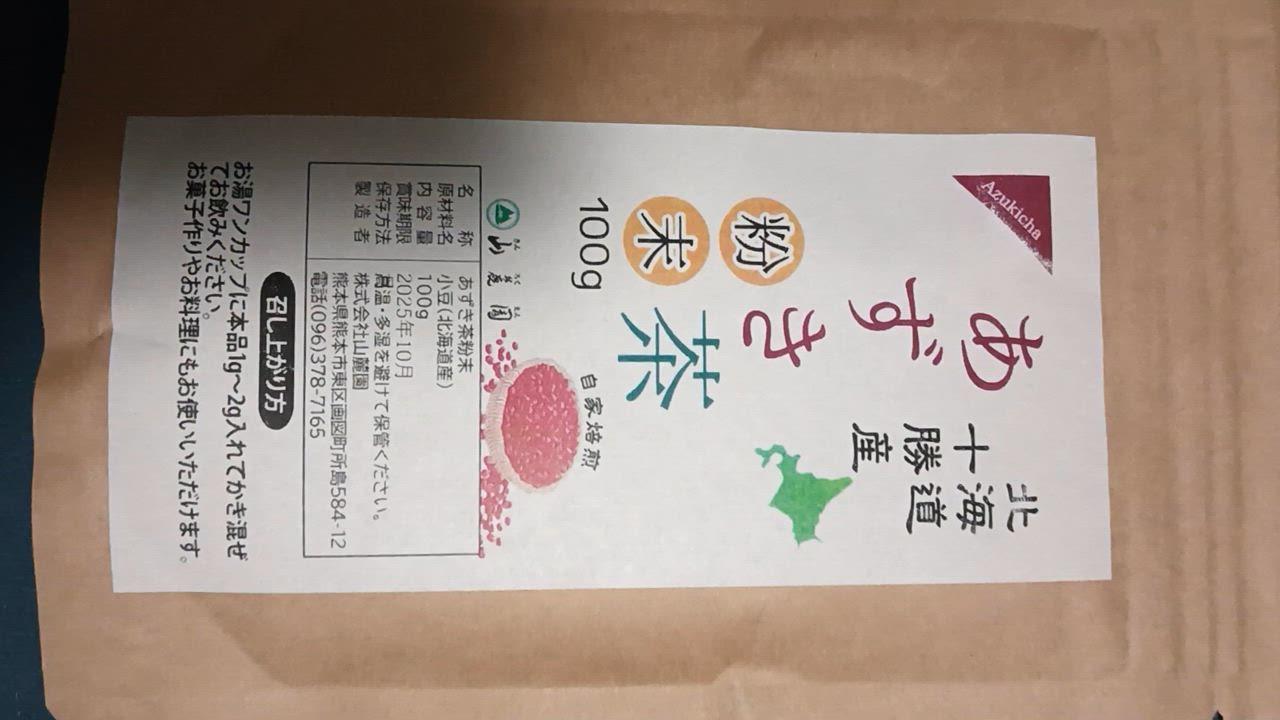 Azukicha
北海道
十勝産
あずき茶
粉末
100g
自家焙煎
山麓園
名称 あずき茶粉末
原材料名 小豆(北海道産)
内容量 100g
賞味期限 2025年10月
保存方法 高温・多湿を避けて保管ください。
製造者 株式会社山麓園
熊本県熊本市東区画図町所島584-12
電話(096)378-7165
召し上がり方
お湯ワンカップに本品1g～2g入れてかき混ぜ
てお飲みください。
お菓子作りやお料理にもお使いいただけます。